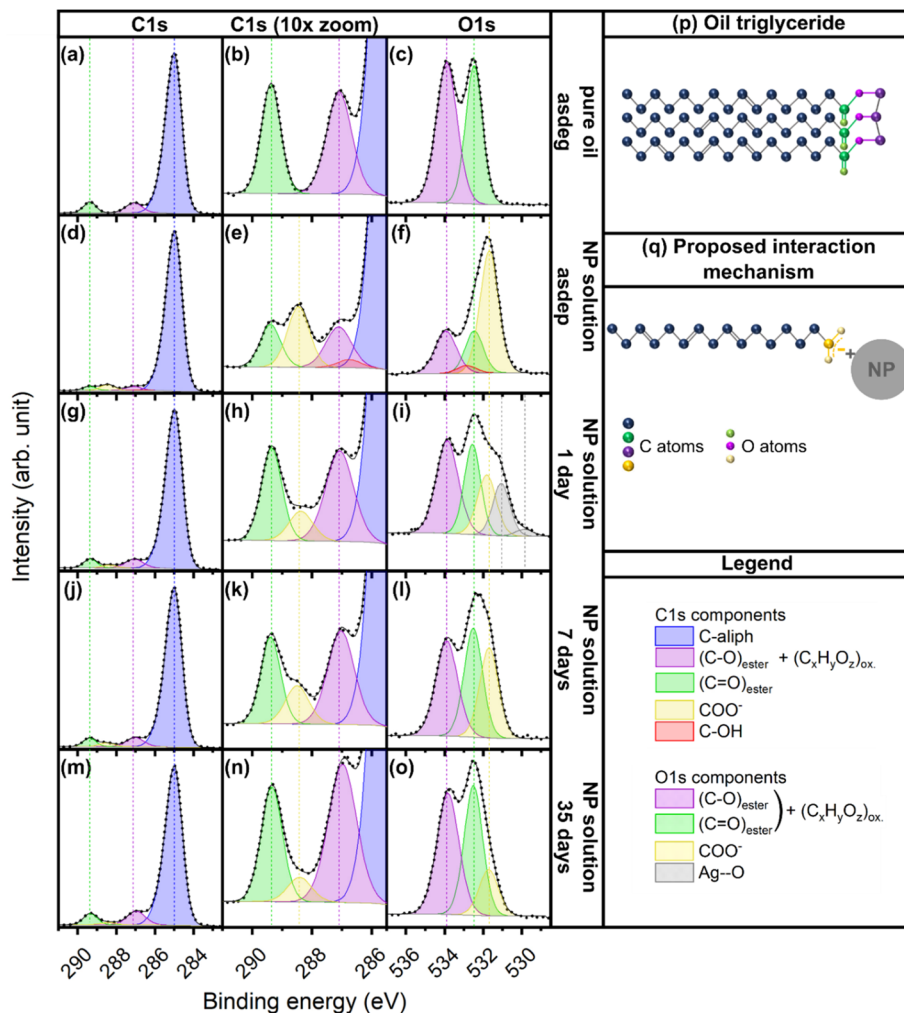 C1s
C1s (10x zoom)
O1s
(p) Oil triglyceride
(a)
(b)
(c)
pure oil
asdeg
(d)
(e)
(f)
NP solution
asdep
(q) Proposed interaction
mechanism
NP
C atoms
O atoms
(g)
(h)
(i)
NP solution
1 day
(j)
(k)
(l)
NP solution
7 days
(m)
(n)
(o)
NP solution
35 days
Legend
C1s components
C-aliph
(C-O)ester + (CxHyOz)ox.
(C=O)ester
COO-
C-OH
O1s components
(C-O)ester
(C=O)ester ) + (CxHyOz)ox.
COO-
Ag--O
Intensity (arb. unit)
290 288 286 284
290 288 286
536 534 532 530
Binding energy (eV)